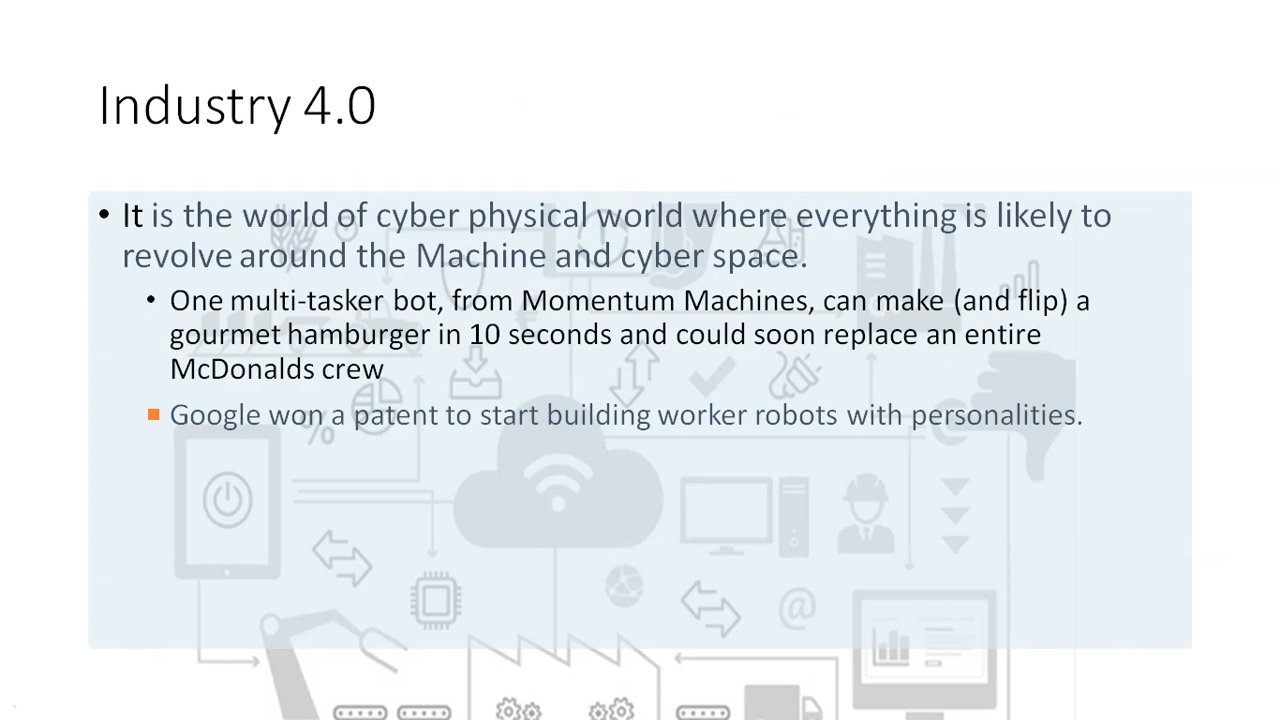 Industry 4.0
• It is the world of cyber physical world where everything is likely to
revolve around the Machine and cyber space.
• One multi-tasker bot, from Momentum Machines, can make (and flip) a
gourmet hamburger in 10 seconds and could soon replace an entire
McDonalds crew
▪ Google won a patent to start building worker robots with personalities.
%
@